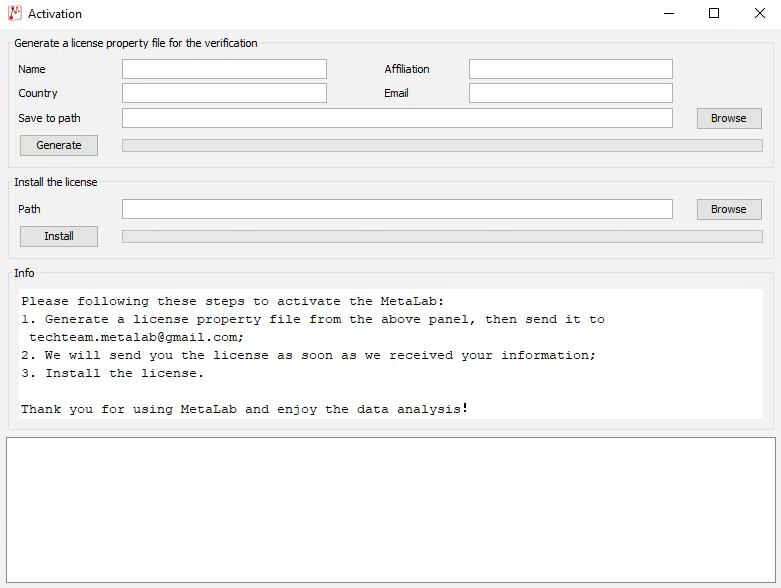 Activation
Generate a license property file for the verification
Name
Affiliation
Country
Email
Save to path
Browse
Generate
Install the license
Path
Browse
Install
Info
Please following these steps to activate the MetaLab:
1. Generate a license property file from the above panel, then send it to
techteam.metalab@gmail.com;
2. We will send you the license as soon as we received your information;
3. Install the license.
Thank you for using MetaLab and enjoy the data analysis!